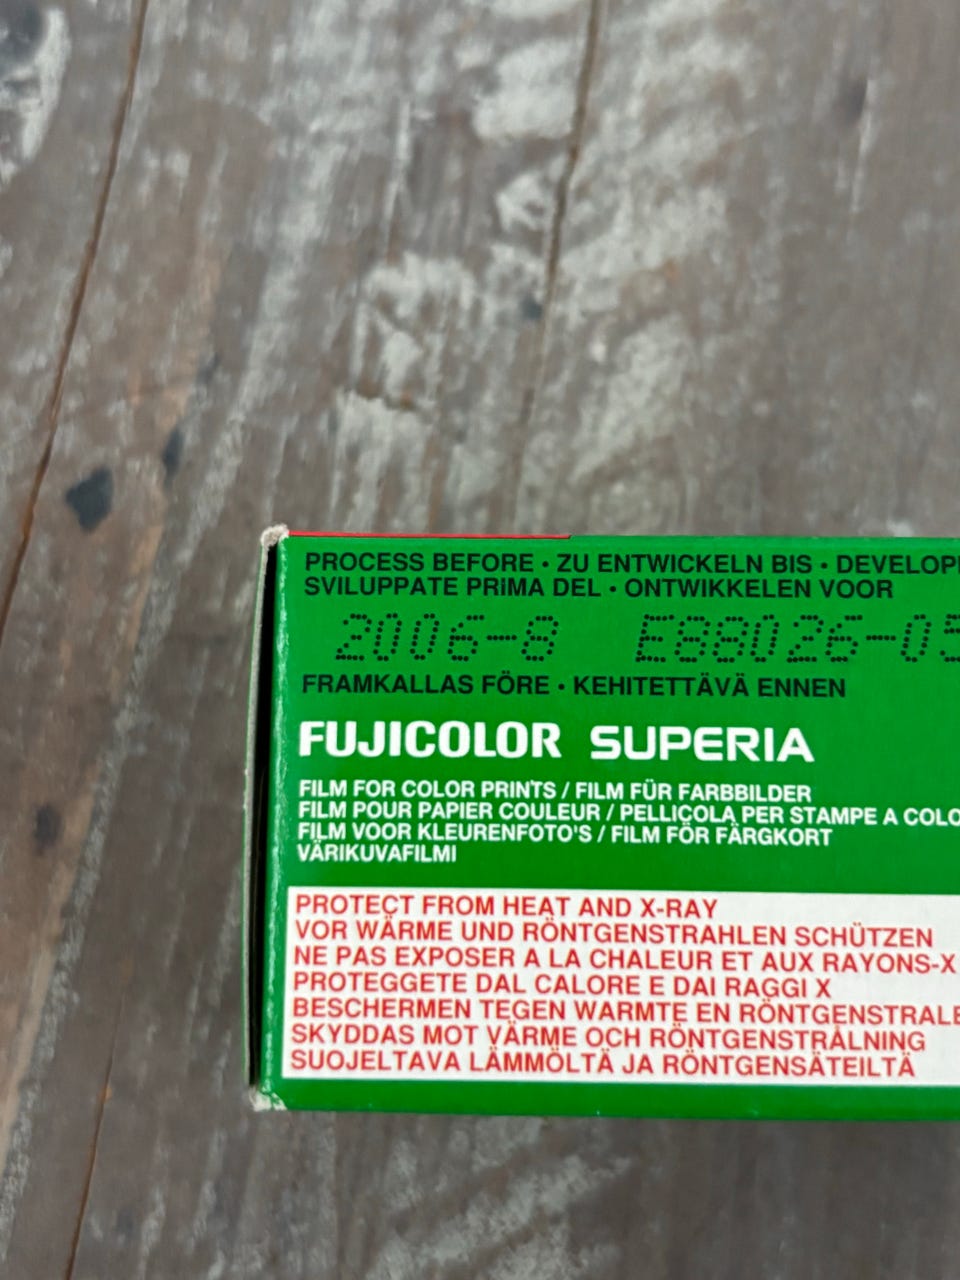 PROCESS BEFORE · ZU ENTWICKELN BIS · DEVELOP
SVILUPPATE PRIMA DEL · ONTWIKKELEN VOOR
2006-8 E88026-05
FRAMKALLAS FÖRE · KEHITETTÄVÄ ENNEN
FUJICOLOR SUPERIA
FILM FOR COLOR PRINTS / FILM FÜR FARBBILDER
FILM POUR PAPIER COULEUR / PELLICOLA PER STAMPE A COLO
FILM VOOR KLEURENFOTO'S / FILM FÖR FÄRGKORT
VÄRIKUVAFILMI
PROTECT FROM HEAT AND X-RAY
VOR WÄRME UND RÖNTGENSTRAHLEN SCHÜTZEN
NE PAS EXPOSER A LA CHALEUR ET AUX RAYONS-X
PROTEGGETE DAL CALORE E DAI RAGGI X
BESCHERMEN TEGEN WARMTE EN RÖNTGENSTRALE
SKYDDAS MOT VÄRME OCH RÖNTGENSTRÅLNING
SUOJELTAVA LÄMMÖLTÄ JA RÖNTGENSÄTEILTÄ